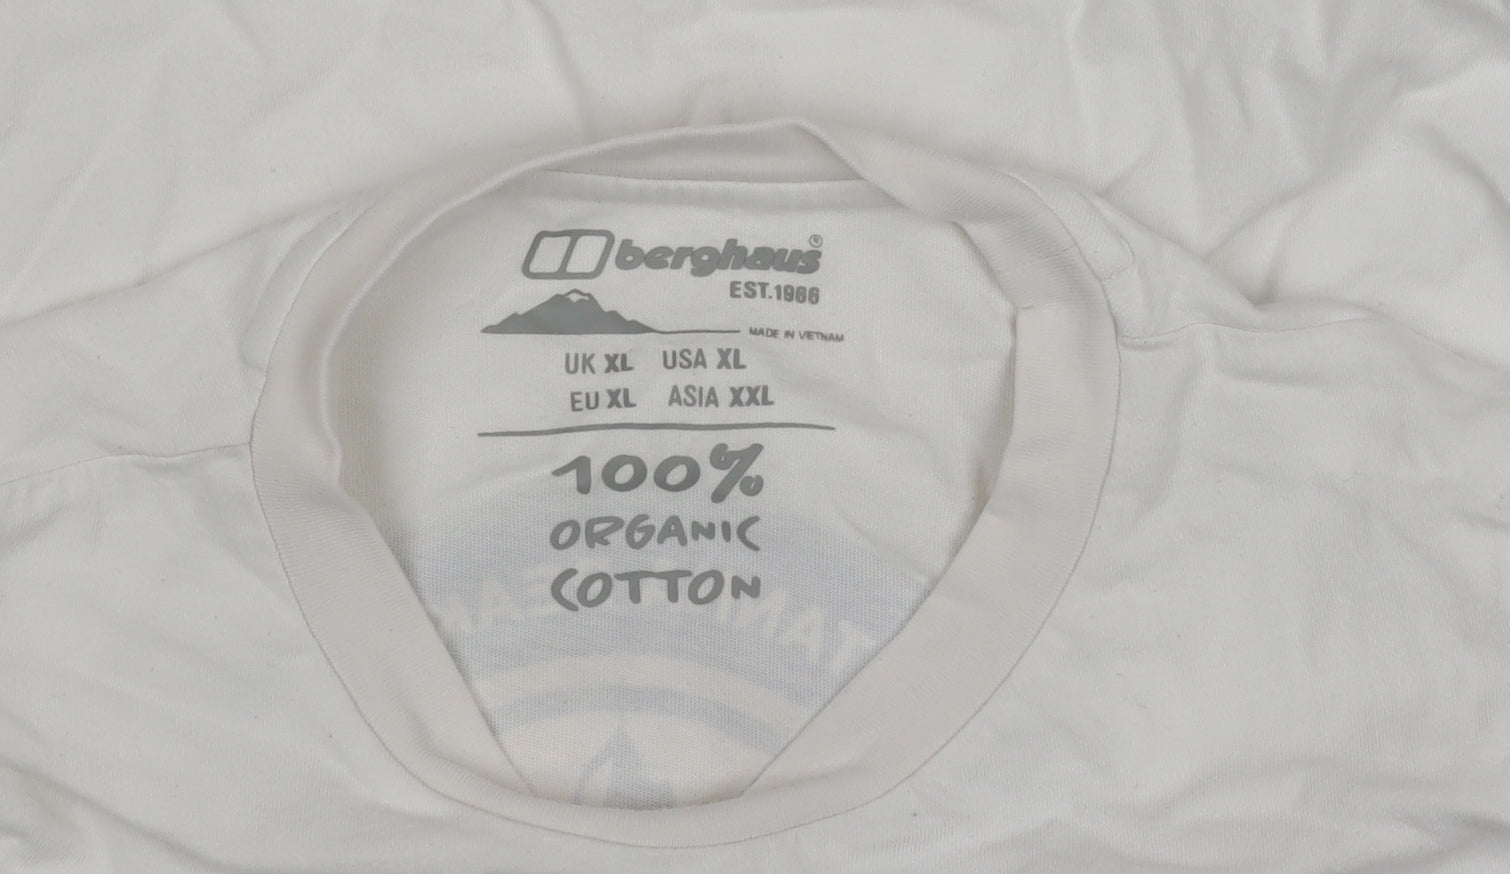 berghaus®
EST.1966
MADE IN VIETNAM
UK XL USA XL
EU XL ASIA XXL
100%
ORGANIC
COTTON